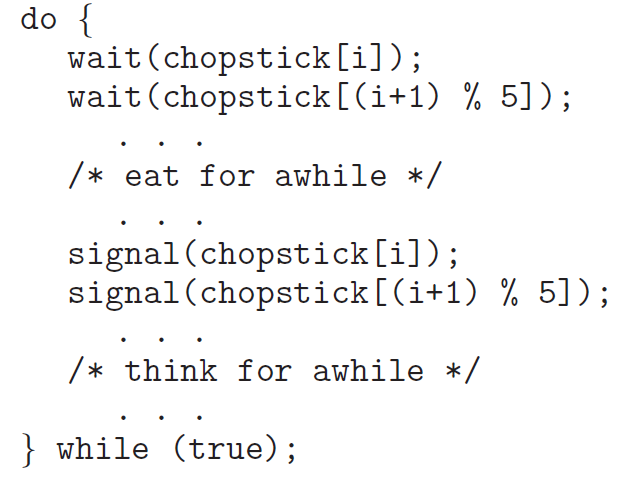 do {
wait(chopstick[i]);
wait(chopstick[(i+1) % 5]);
. . .
/* eat for awhile */
. . .
signal(chopstick[i]);
signal(chopstick[(i+1) % 5]);
. . .
/* think for awhile */
. . .
} while (true);